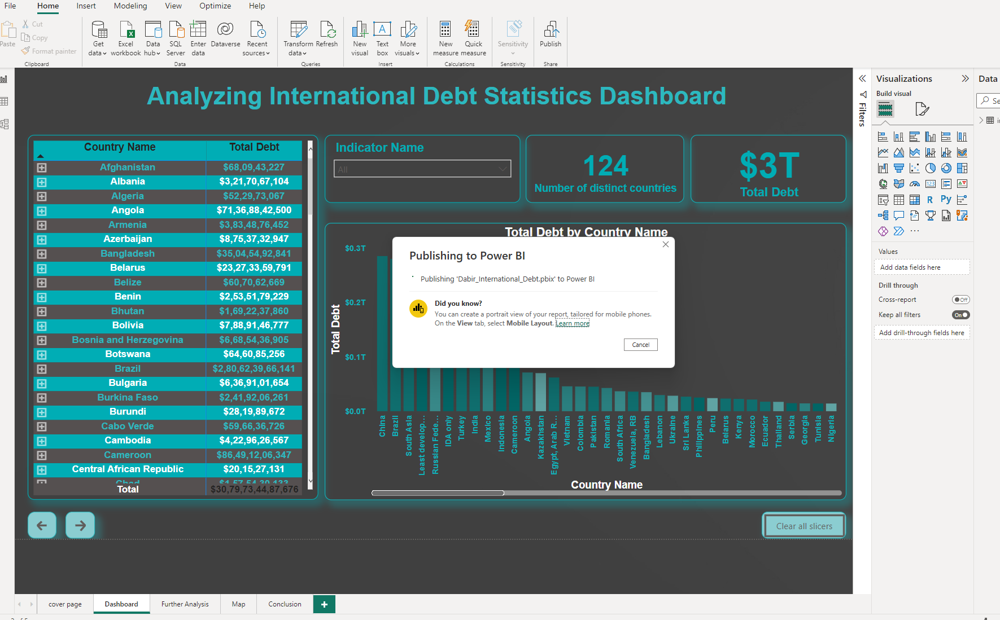 File Home Insert Modeling View Optimize Help
Paste
Cut
Copy
Format painter
Clipboard
Get data
Excel workbook
Data hub
SQL Server
Enter data
Dataverse
Recent sources
Data
Transform data
Refresh
Queries
New visual
Text box
More visuals
Insert
New measure
Quick measure
Calculations
Sensitivity
Sensitivity
Publish
Share
Analyzing International Debt Statistics Dashboard
Country Name Total Debt
Afghanistan $68,09,43,227
Albania $3,21,70,67,104
Algeria $52,29,73,067
Angola $71,36,88,42,500
Armenia $3,83,48,76,452
Azerbaijan $8,75,37,32,947
Bangladesh $35,04,54,92,841
Belarus $23,27,33,59,791
Belize $60,70,62,669
Benin $2,53,51,79,229
Bhutan $1,69,22,37,860
Bolivia $7,88,91,46,777
Bosnia and Herzegovina $6,68,54,36,905
Botswana $64,60,85,256
Brazil $2,80,62,39,66,141
Bulgaria $6,36,91,01,654
Burkina Faso $2,41,92,06,261
Burundi $28,19,89,672
Cabo Verde $59,66,36,726
Cambodia $4,22,96,26,567
Cameroon $86,49,12,06,347
Central African Republic $20,15,27,131
Chad $1,57,54,30,133
Total $30,79,73,44,87,676
Indicator Name
All
124
Number of distinct countries
$3T
Total Debt
Total Debt by Country Name
$0.3T
$0.2T
$0.1T
$0.0T
Total Debt
Publishing to Power BI
Publishing 'Dabir_International_Debt.pbix' to Power BI
Did you know?
You can create a portrait view of your report, tailored for mobile phones.
On the View tab, select Mobile Layout. Learn more
Cancel
China
Brazil
South Asia
Least develop...
Russian Fede...
IDA only
Turkey
India
Mexico
Indonesia
Cameroon
Angola
Kazakhstan
Egypt, Arab R...
Vietnam
Colombia
Pakistan
Romania
South Africa
Venezuela, RB
Bangladesh
Lebanon
Ukraine
Sri Lanka
Philippines
Peru
Belarus
Kenya
Morocco
Ecuador
Thailand
Serbia
Georgia
Tunisia
Nigeria
Country Name
Clear all slicers
Filters
Visualizations
Build visual
123
R
Py
...
Values
Add data fields here
Drill through
Cross-report Off
Keep all filters On
Add drill-through fields here
Data
Se
cover page Dashboard Further Analysis Map Conclusion +